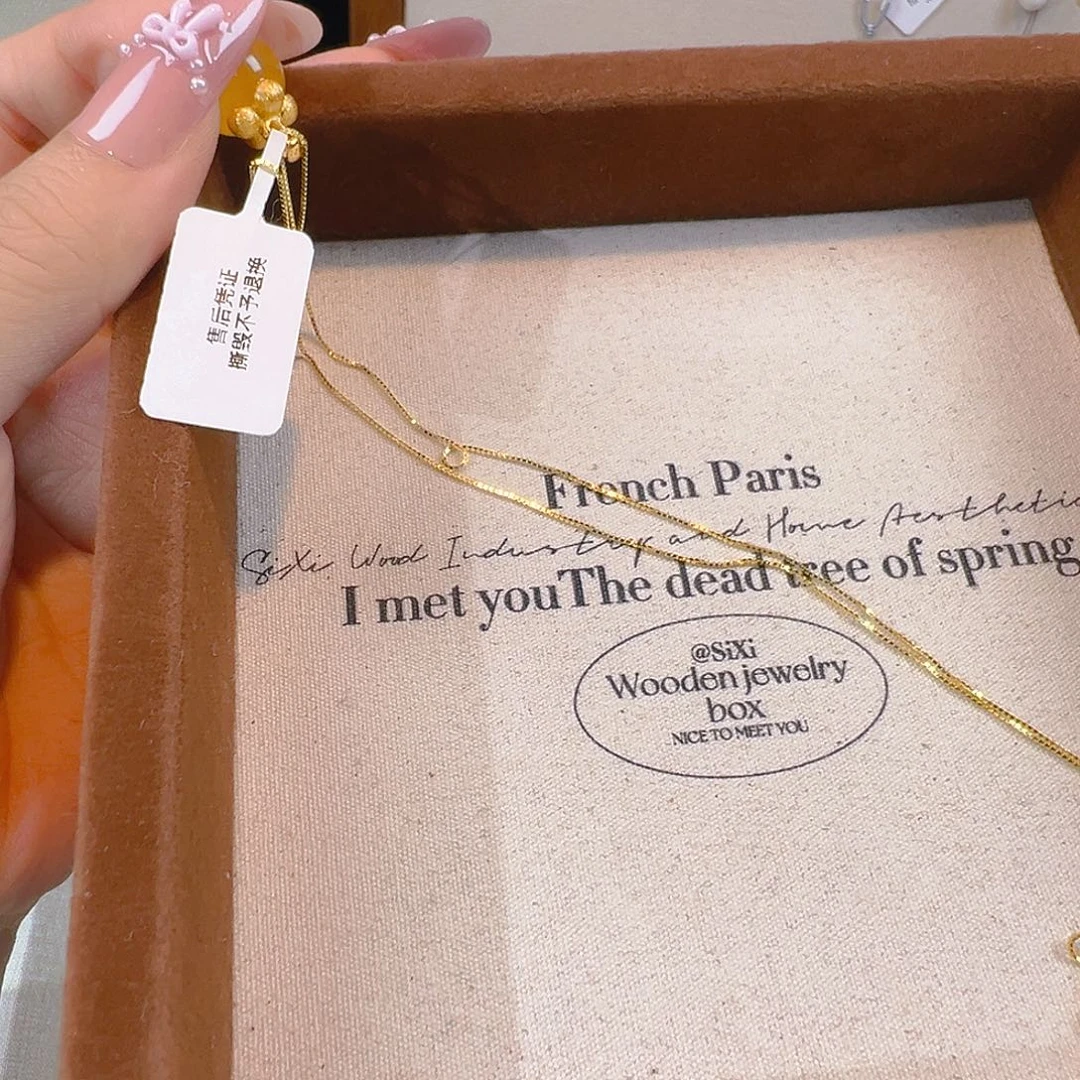 售后凭证
撕毁不予退换
French Paris
SiXi Wood Industry and Home Aesthetic
I met youThe dead tree of spring
@SiXi
Wooden jewelry
box
NICE TO MEET YOU